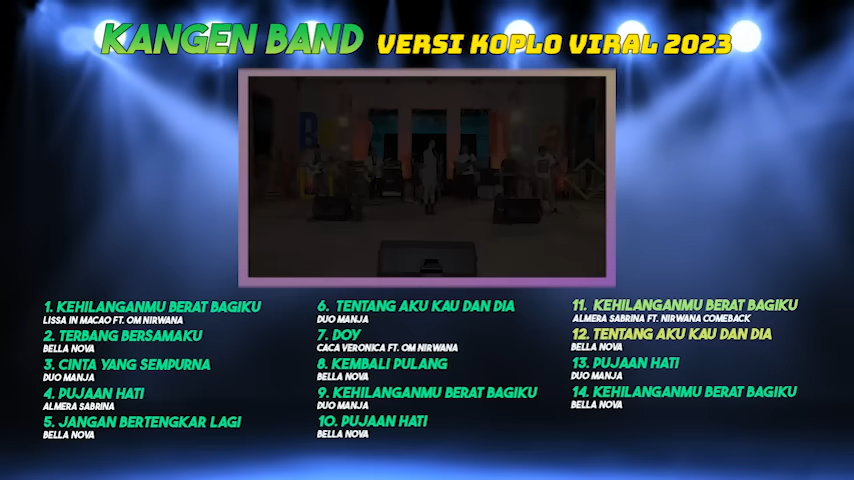 KANGEN BAND VERSI KOPLO VIRAL 2023
1. KEHILANGANMU BERAT BAGIKU
LISSA IN MACAO FT. OM NIRWANA
2. TERBANG BERSAMAKU
BELLA NOVA
3. CINTA YANG SEMPURNA
DUO MANJA
4. PUJAAN HATI
ALMERA SABRINA
5. JANGAN BERTENGKAR LAGI
BELLA NOVA
6. TENTANG AKU KAU DAN DIA
DUO MANJA
7. DOY
CACA VERONICA FT. OM NIRWANA
8. KEMBALI PULANG
BELLA NOVA
9. KEHILANGANMU BERAT BAGIKU
DUO MANJA
10. PUJAAN HATI
BELLA NOVA
11. KEHILANGANMU BERAT BAGIKU
ALMERA SABRINA FT. NIRWANA COMEBACK
12. TENTANG AKU KAU DAN DIA
BELLA NOVA
13. PUJAAN HATI
DUO MANJA
14. KEHILANGANMU BERAT BAGIKU
BELLA NOVA